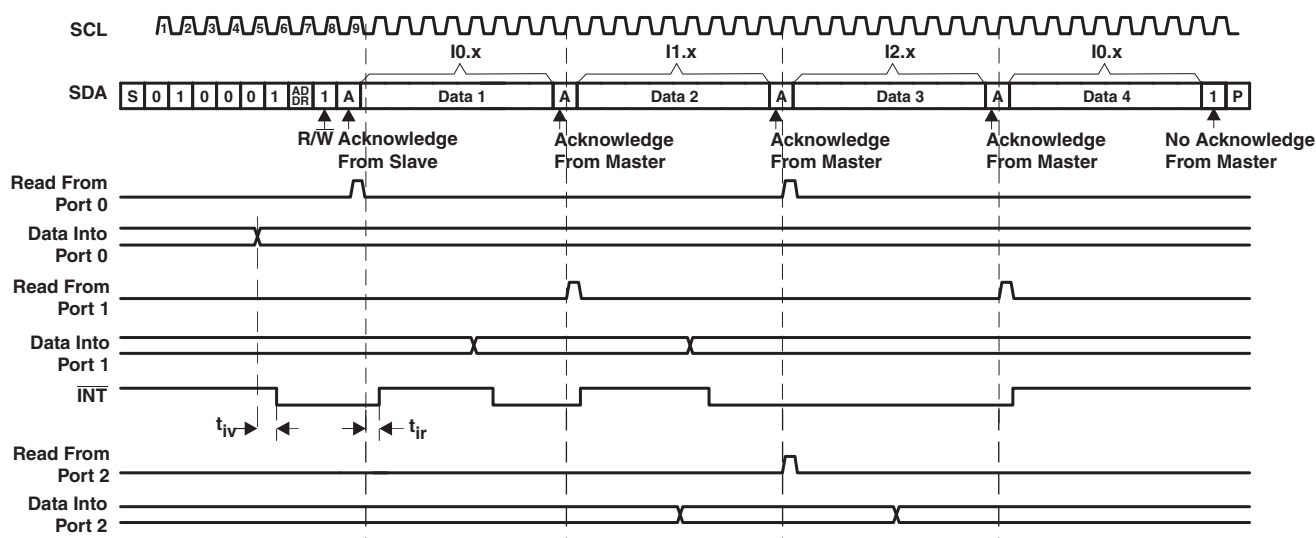 SCL 1 2 3 4 5 6 7 8 9
I0.x I1.x I2.x I0.x
SDA S 0 1 0 0 0 1 AD DR 1 A Data 1 A Data 2 A Data 3 A Data 4 1 P
R/W Acknowledge From Slave
Acknowledge From Master
Acknowledge From Master
Acknowledge From Master
No Acknowledge From Master
Read From
Port 0
Data Into
Port 0
Read From
Port 1
Data Into
Port 1
INT
tiv tir
Read From
Port 2
Data Into
Port 2